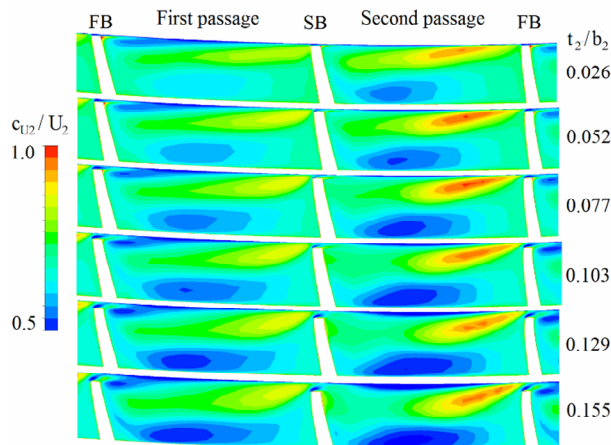 FB First passage SB Second passage FB
t₂/b₂
0.026
c_U2 / U₂
0.052
1.0
0.077
0.103
0.5
0.129
0.155